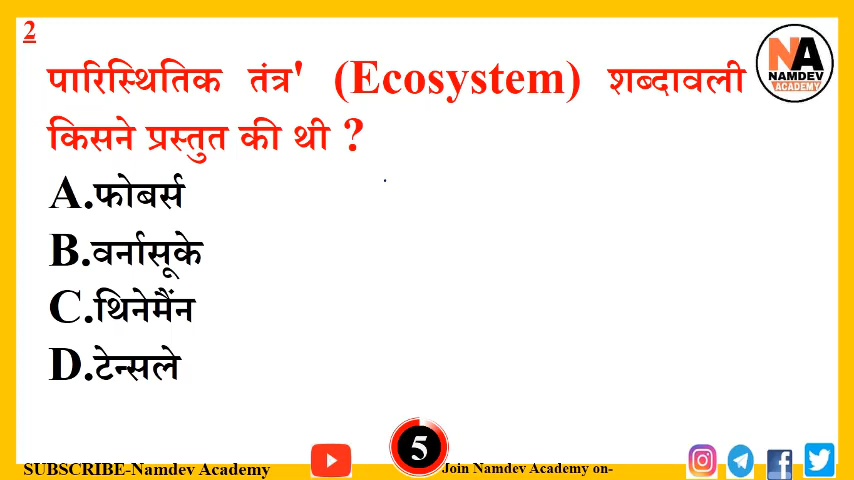 2
पारिस्थितिक तंत्र' (Ecosystem) शब्दावली
किसने प्रस्तुत की थी ?
A.फोबर्स
B.वर्नासूके
C.थिनेमैंन
D.टेन्सले
NA
NAMDEV
ACADEMY
5
SUBSCRIBE-Namdev Academy
Join Namdev Academy on-